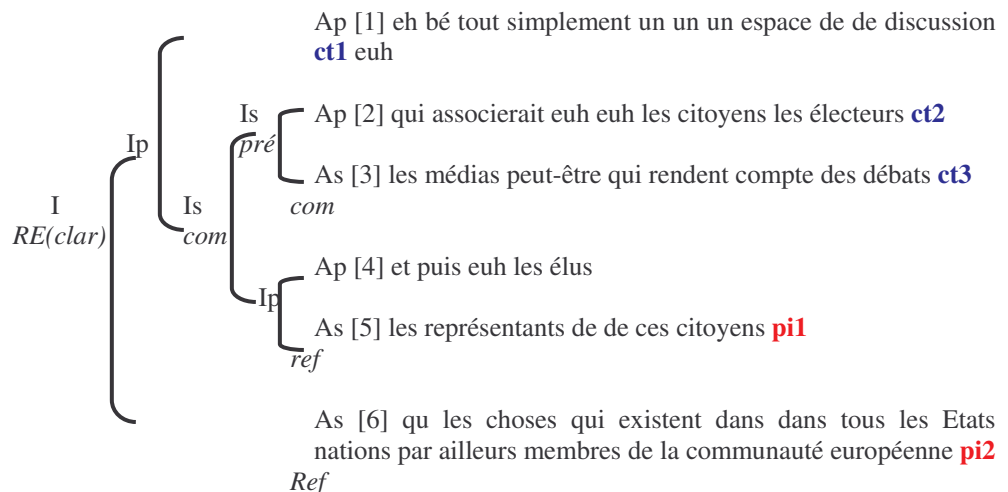 Ap [1] eh bé tout simplement un un un espace de de discussion
ct1 euh
Is
Ap [2] qui associerait euh euh les citoyens les électeurs ct2
Ip
pré
As [3] les médias peut-être qui rendent compte des débats ct3
I
Is
com
RE(clar)
com
Ap [4] et puis euh les élus
Ip
As [5] les représentants de de ces citoyens pi1
ref
As [6] qu les choses qui existent dans dans tous les Etats
nations par ailleurs membres de la communauté européenne pi2
Ref